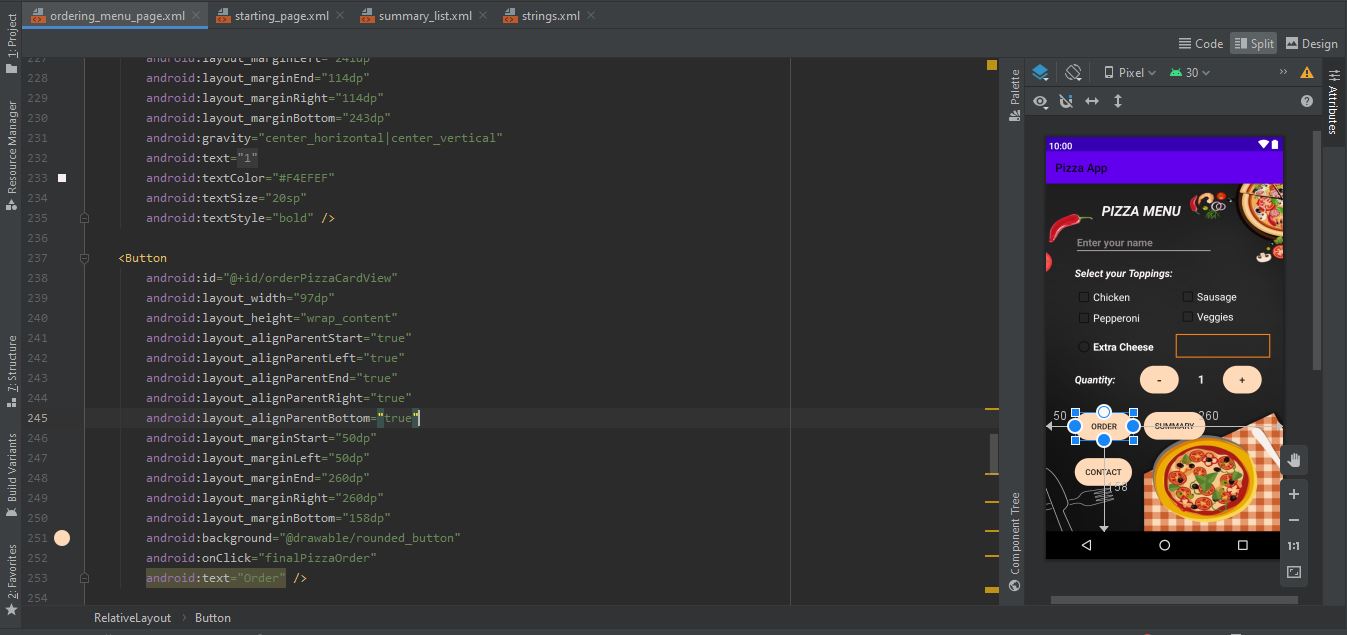 ordering_menu_page.xml
starting_page.xml
summary_list.xml
strings.xml
1: Project
Resource Manager
7: Structure
Build Variants
2: Favorites
Code
Split
Design
227 android:layout_marginLeft="241dp"
228 android:layout_marginEnd="114dp"
229 android:layout_marginRight="114dp"
230 android:layout_marginBottom="243dp"
231 android:gravity="center_horizontal|center_vertical"
232 android:text="1"
233 android:textColor="#F4EFEF"
234 android:textSize="20sp"
235 android:textStyle="bold" />
236
237 <Button
238 android:id="@+id/orderPizzaCardView"
239 android:layout_width="97dp"
240 android:layout_height="wrap_content"
241 android:layout_alignParentStart="true"
242 android:layout_alignParentLeft="true"
243 android:layout_alignParentEnd="true"
244 android:layout_alignParentRight="true"
245 android:layout_alignParentBottom="true"
246 android:layout_marginStart="50dp"
247 android:layout_marginLeft="50dp"
248 android:layout_marginEnd="260dp"
249 android:layout_marginRight="260dp"
250 android:layout_marginBottom="158dp"
251 android:background="@drawable/rounded_button"
252 android:onClick="finalPizzaOrder"
253 android:text="Order" />
254
RelativeLayout > Button
Palette
Component Tree
Pixel
30
Attributes
10:00
Pizza App
PIZZA MENU
Enter your name
Select your Toppings:
Chicken Sausage
Pepperoni Veggies
Extra Cheese
Quantity: - 1 +
50 ORDER SUMMARY 260
CONTACT
158
1:1